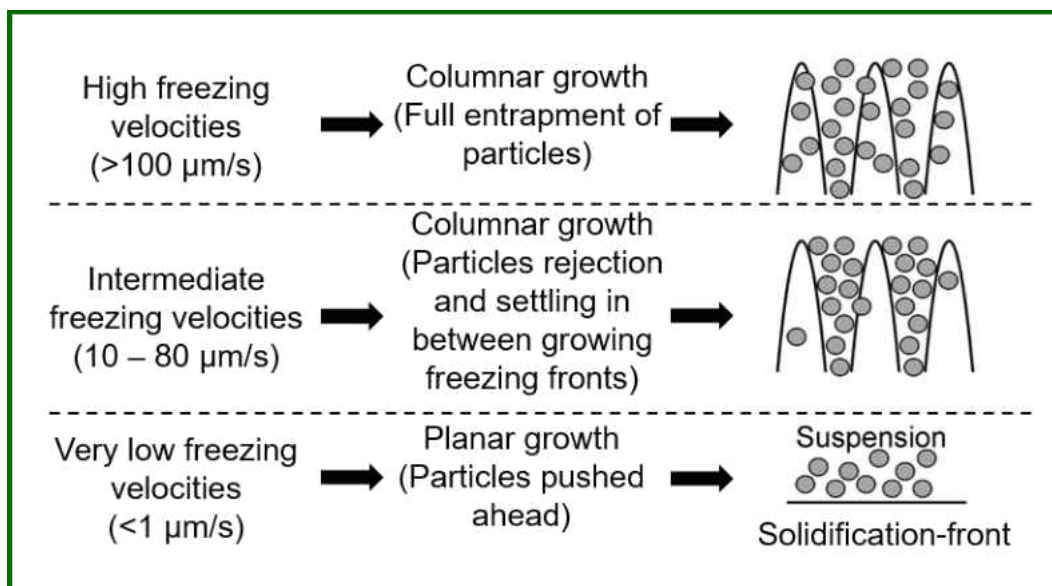 High freezing
velocities
(>100 µm/s)
Columnar growth
(Full entrapment of
particles)
Intermediate
freezing velocities
(10 – 80 µm/s)
Columnar growth
(Particles rejection
and settling in
between growing
freezing fronts)
Very low freezing
velocities
(<1 µm/s)
Planar growth
(Particles pushed
ahead)
Suspension
Solidification-front